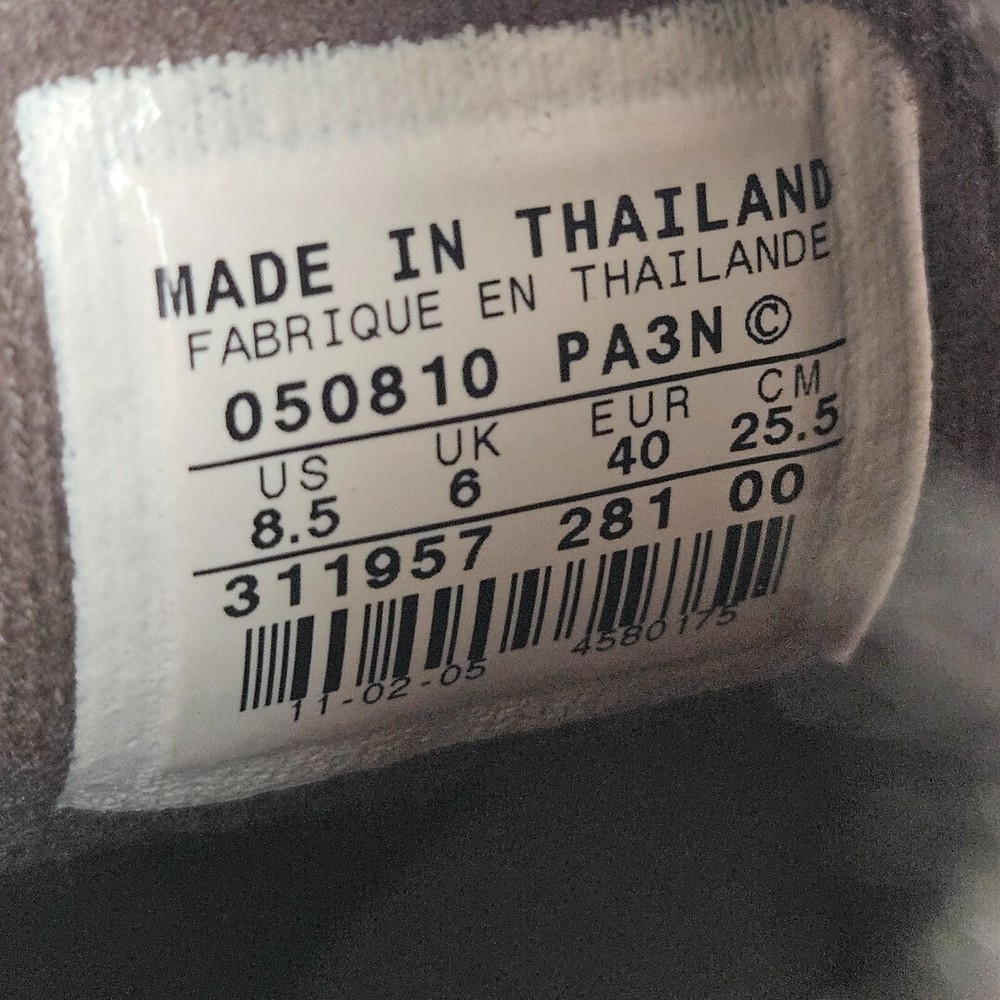 MADE IN THAILAND
FABRIQUE EN THAILANDE
050810 PA3N ©
US UK EUR CM
8.5 6 40 25.5
311957 281 00
11-02-05 4580175